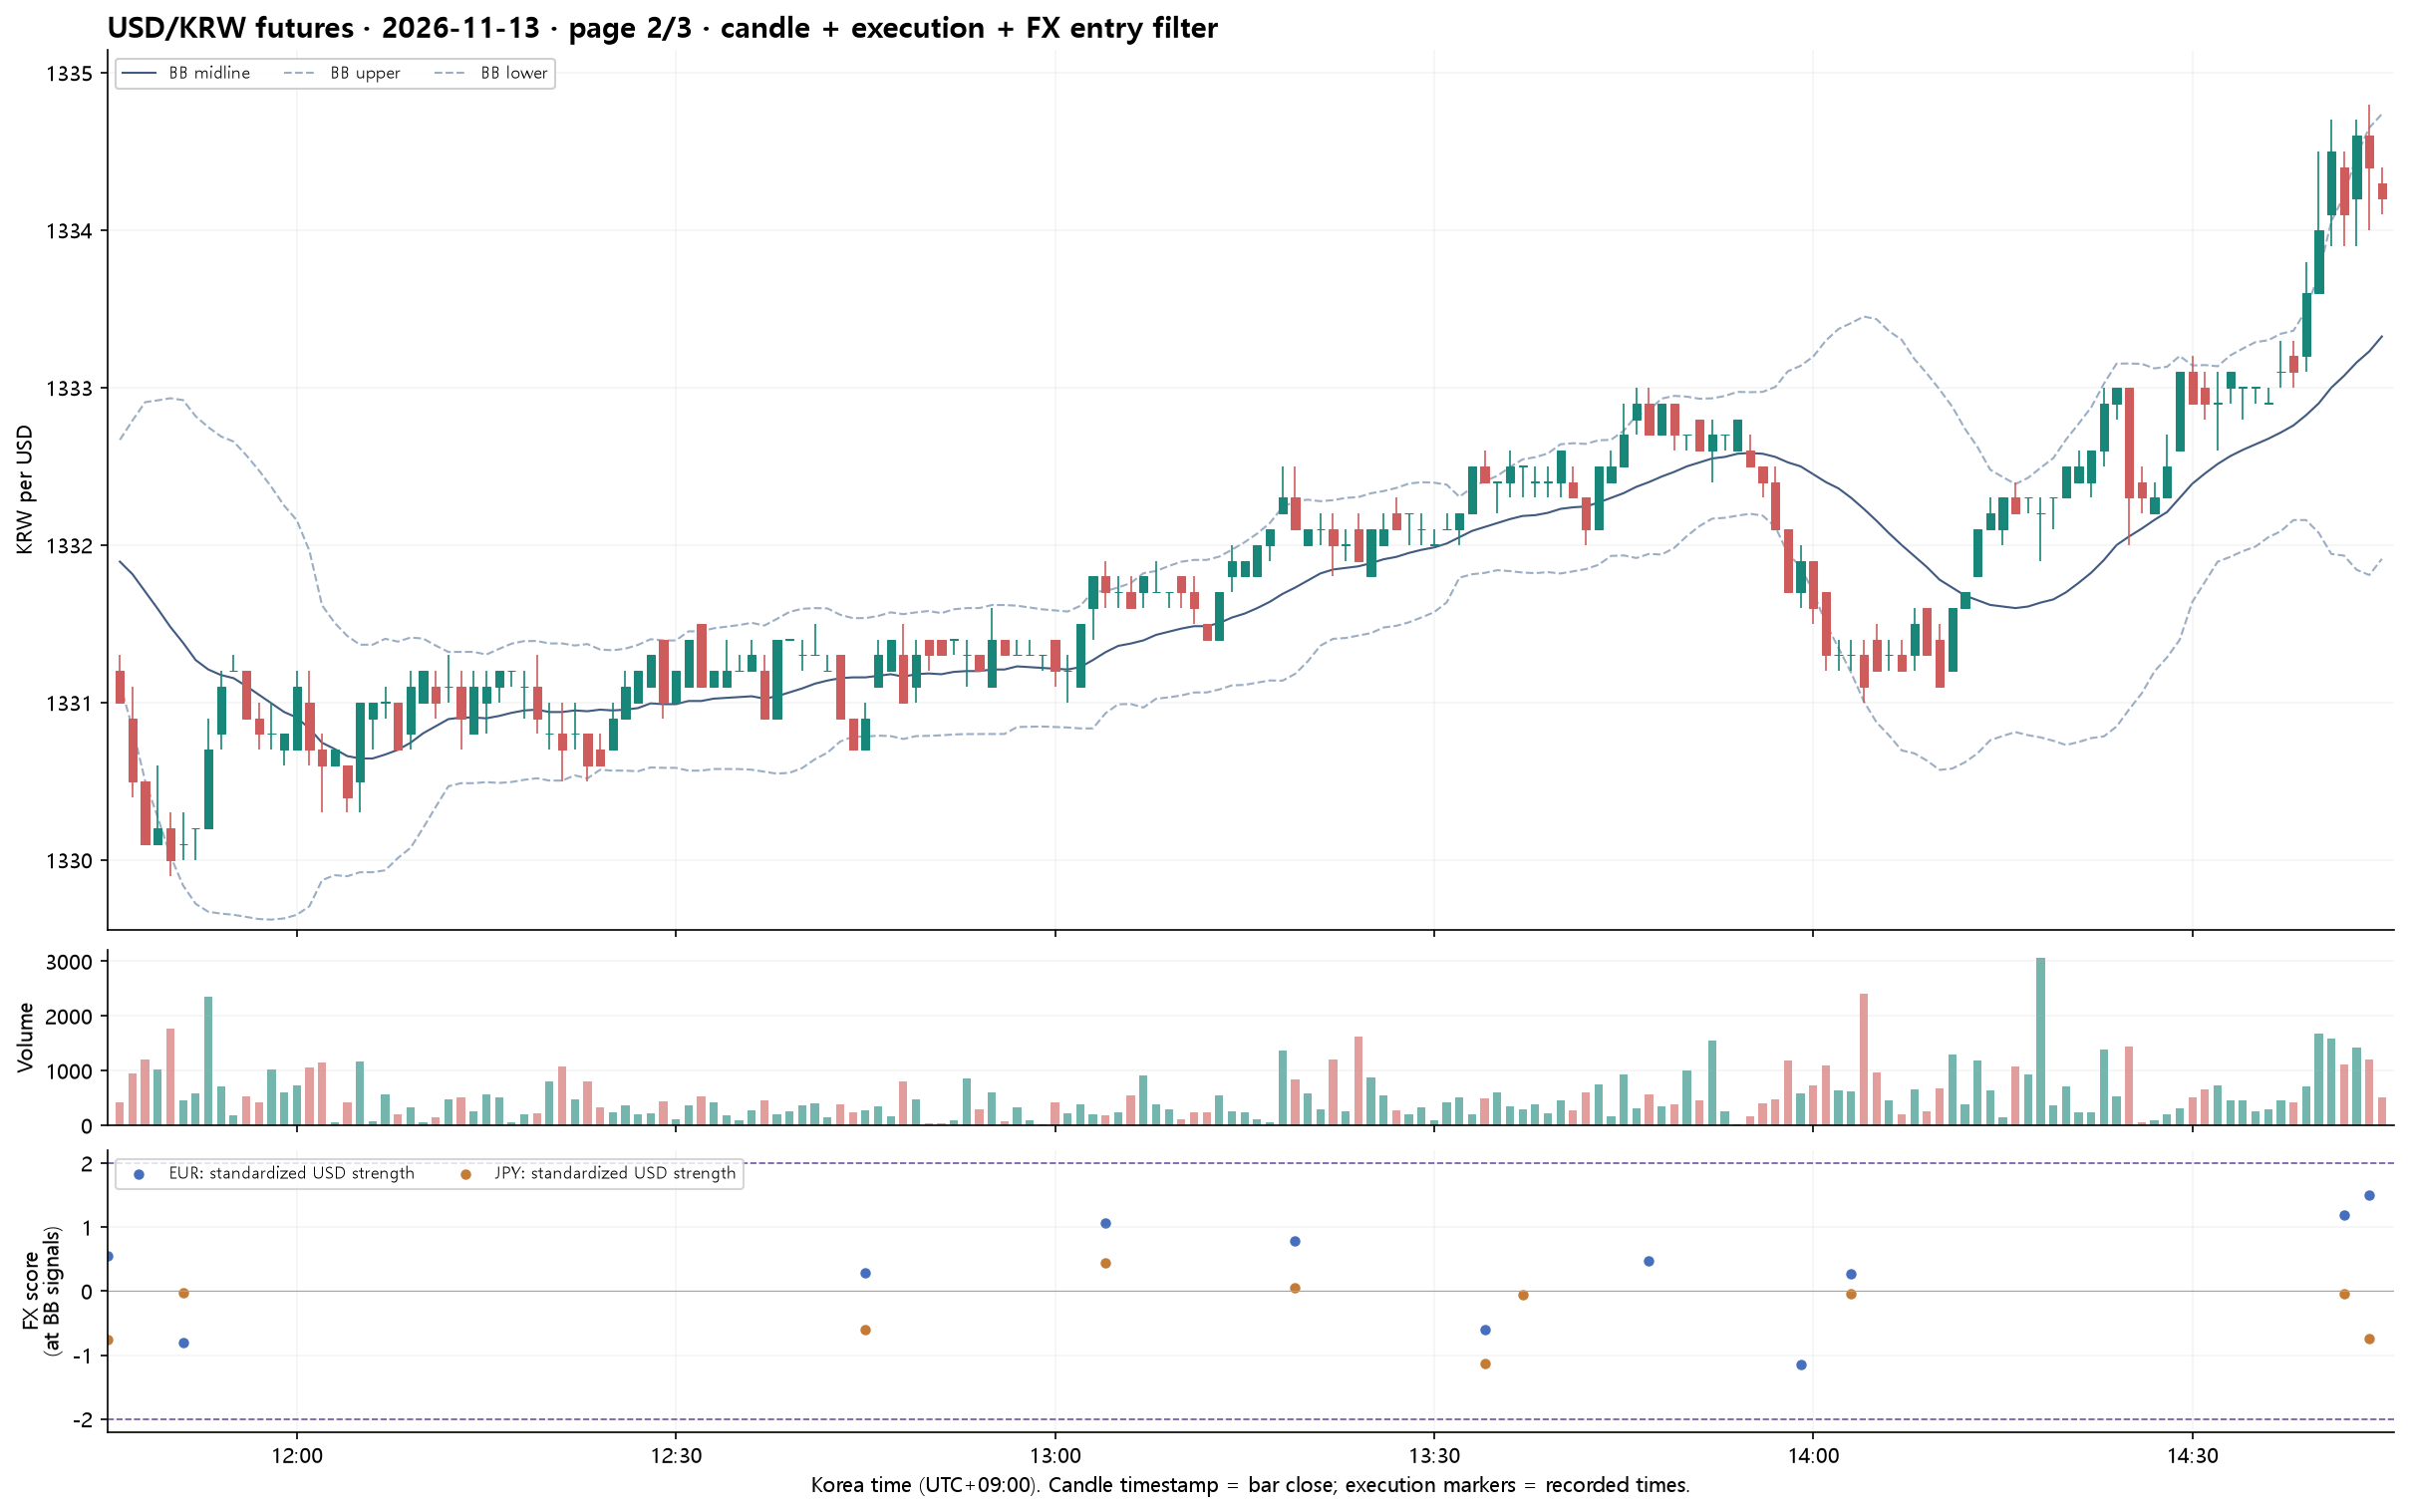 USD/KRW futures · 2026-11-13 · page 2/3 · candle + execution + FX entry filter
BB midline BB upper BB lower
KRW per USD
1335
1334
1333
1332
1331
1330
Volume
3000
2000
1000
0
EUR: standardized USD strength JPY: standardized USD strength
FX score
(at BB signals)
2
1
0
-1
-2
12:00 12:30 13:00 13:30 14:00 14:30
Korea time (UTC+09:00). Candle timestamp = bar close; execution markers = recorded times.